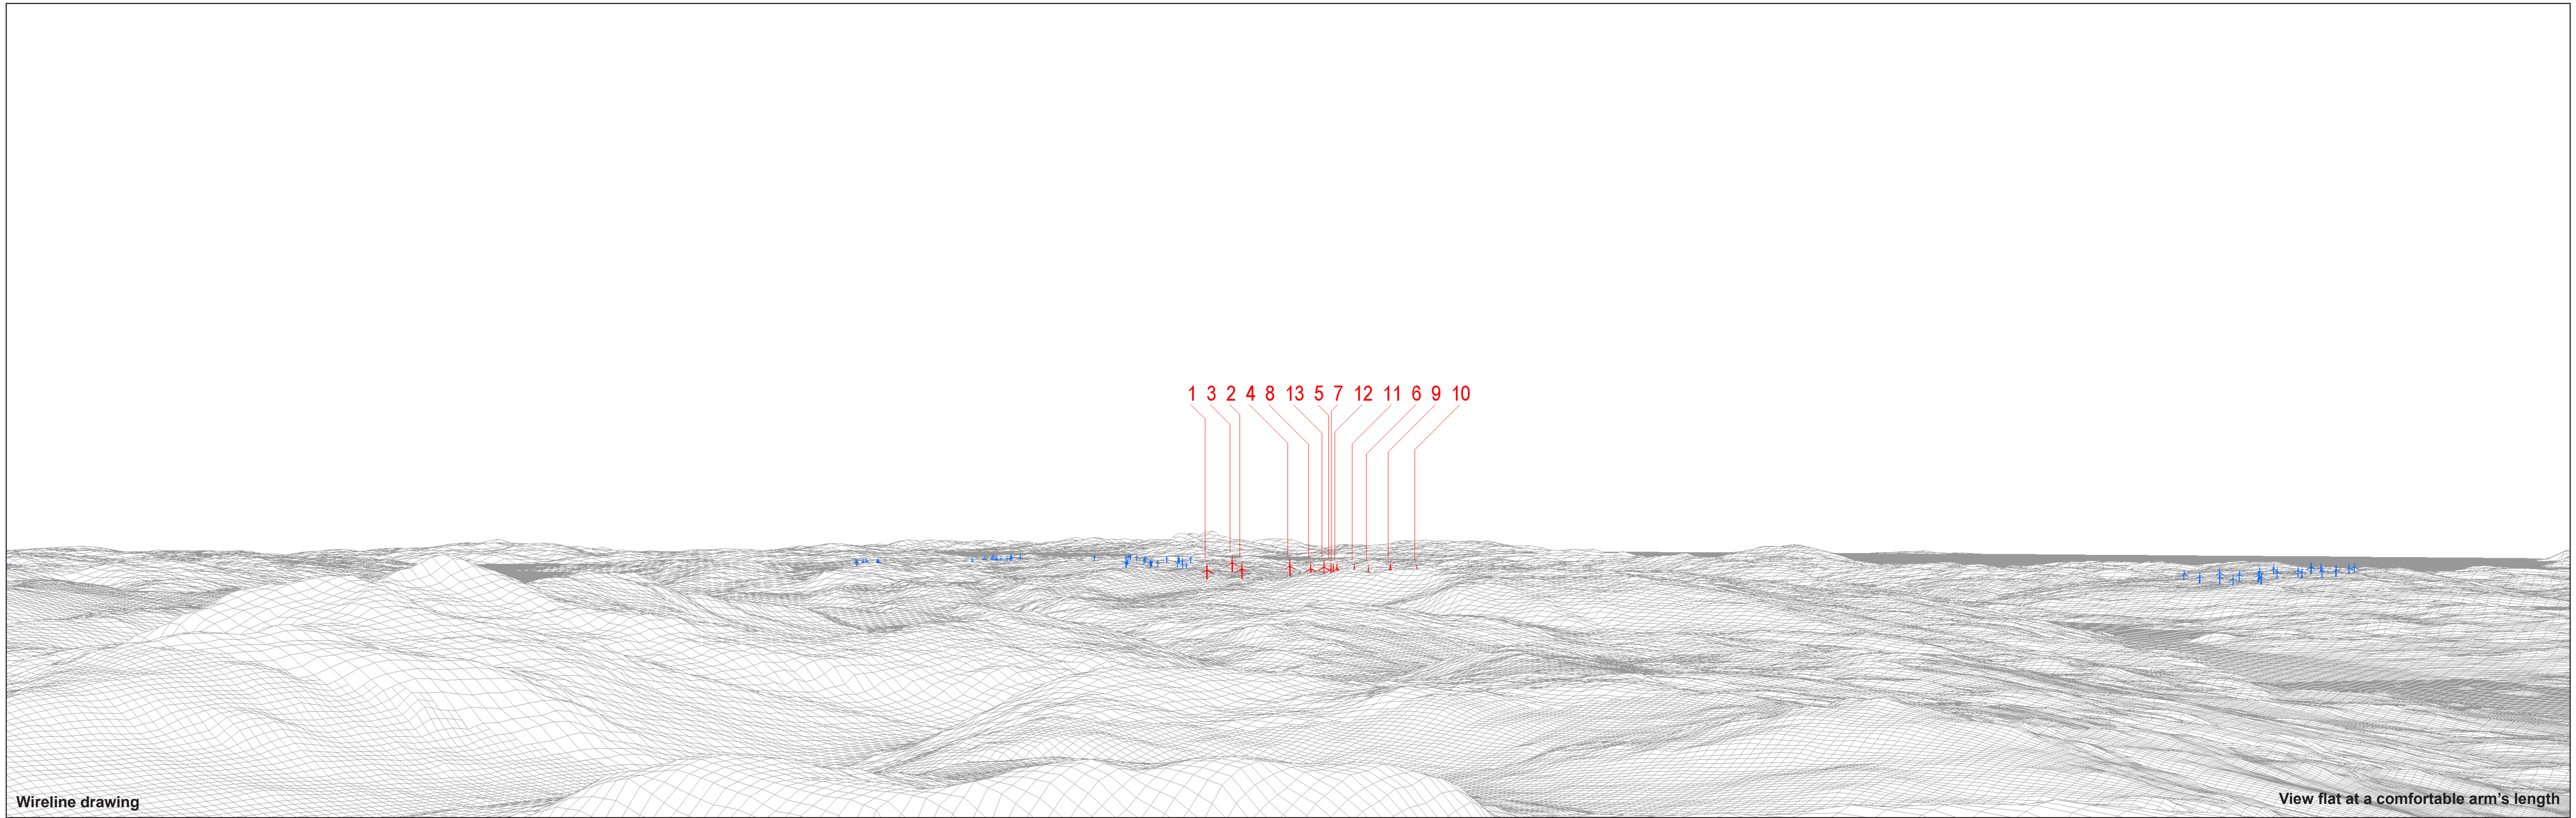 1 3 2 4 8 13 5 7 12 11 6 9 10
Wireline drawing
View flat at a comfortable arm's length